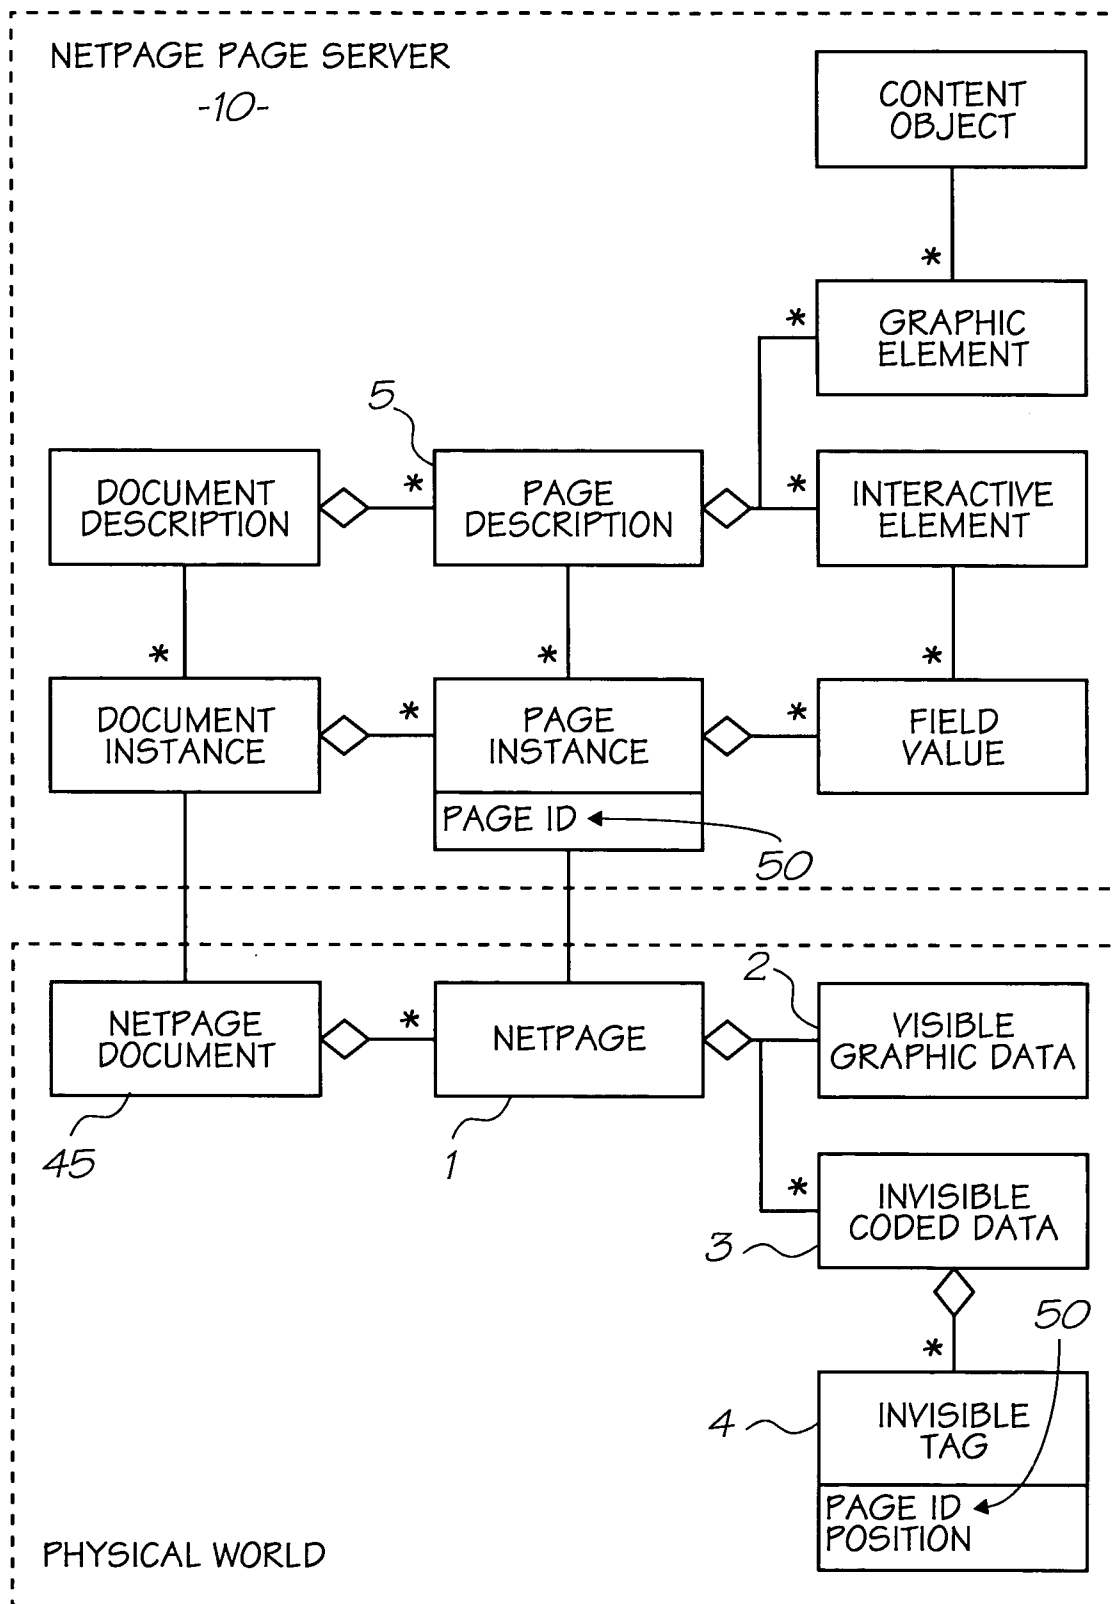 NETPAGE PAGE SERVER
-10-
CONTENT
OBJECT
*
GRAPHIC
ELEMENT
*
5
DOCUMENT
DESCRIPTION
*
PAGE
DESCRIPTION
*
INTERACTIVE
ELEMENT
*
*
*
DOCUMENT
INSTANCE
*
PAGE
INSTANCE
*
FIELD
VALUE
PAGE ID
50
2
NETPAGE
DOCUMENT
*
NETPAGE
VISIBLE
GRAPHIC DATA
45
1
*
INVISIBLE
CODED DATA
3
50
*
4
INVISIBLE
TAG
PAGE ID
POSITION
PHYSICAL WORLD